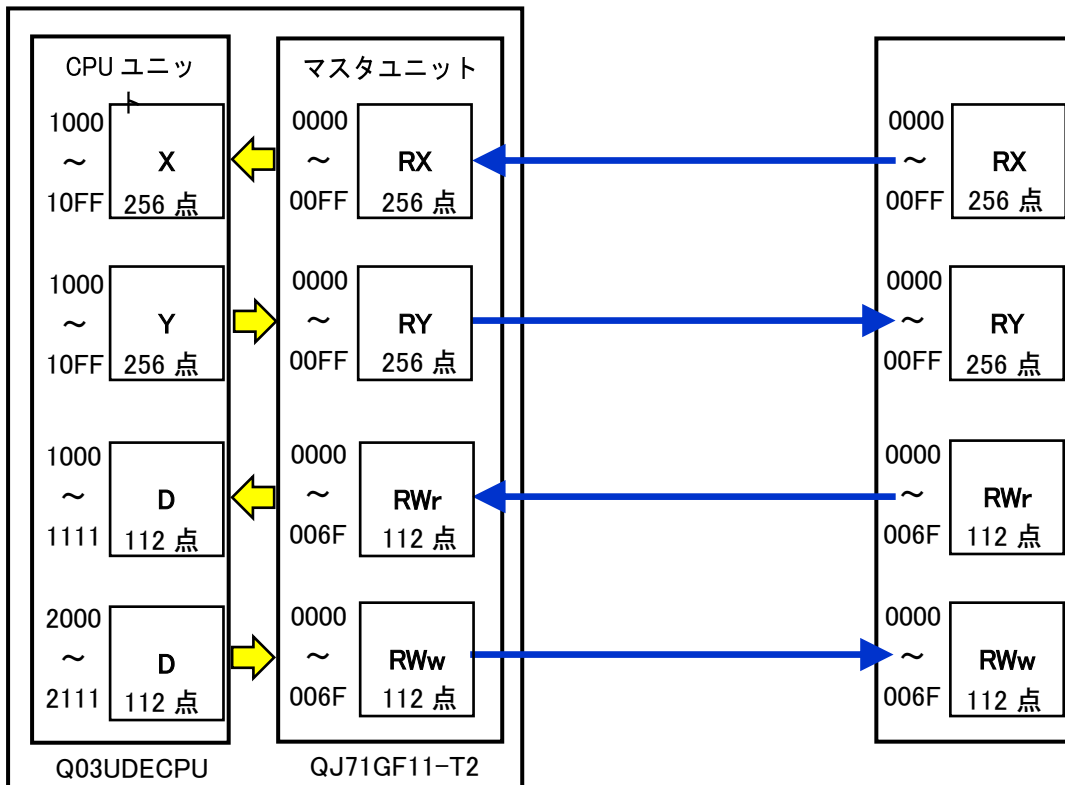 CPU ユニッ
ト
1000
～
10FF
X
256 点
1000
～
10FF
Y
256 点
1000
～
1111
D
112 点
2000
～
2111
D
112 点
Q03UDECPU
マスタユニット
0000
～
00FF
RX
256 点
0000
～
00FF
RY
256 点
0000
～
006F
RWr
112 点
0000
～
006F
RWw
112 点
QJ71GF11-T2
0000
～
00FF
RX
256 点
0000
～
00FF
RY
256 点
0000
～
006F
RWr
112 点
0000
～
006F
RWw
112 点